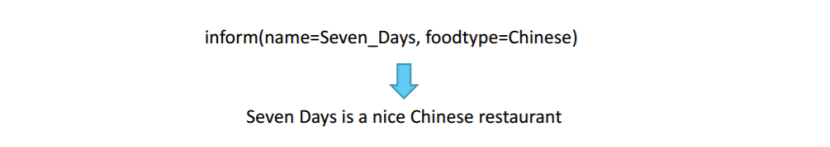 inform(name=Seven_Days, foodtype=Chinese)
Seven Days is a nice Chinese restaurant